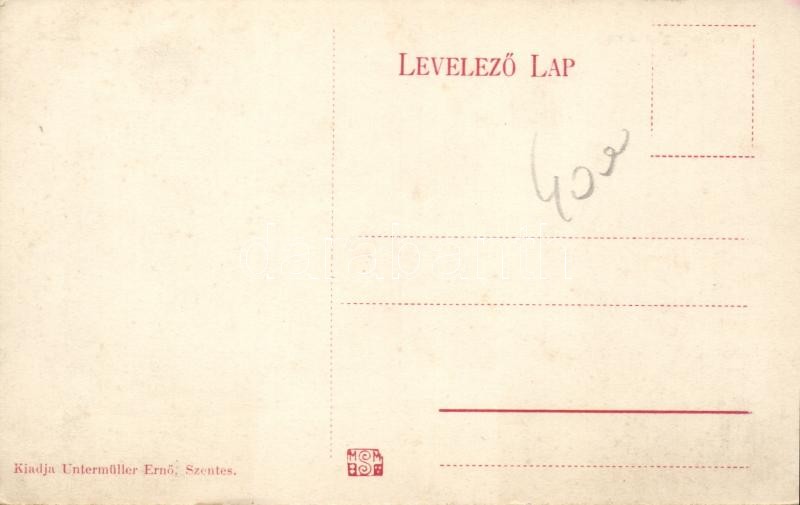 LEVELEZŐ LAP
40
Kiadja Untermüller Ernő, Szentes.